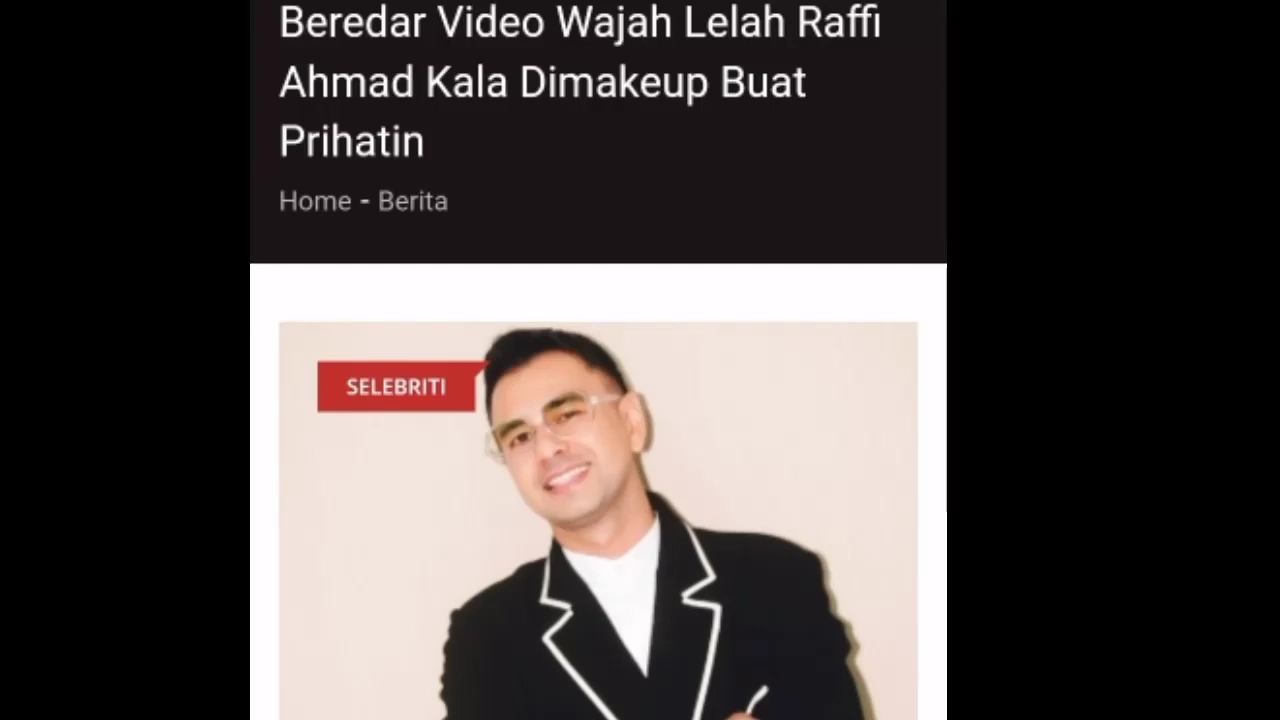 Beredar Video Wajah Lelah Raffi
Ahmad Kala Dimakeup Buat
Prihatin
Home - Berita
SELEBRITI